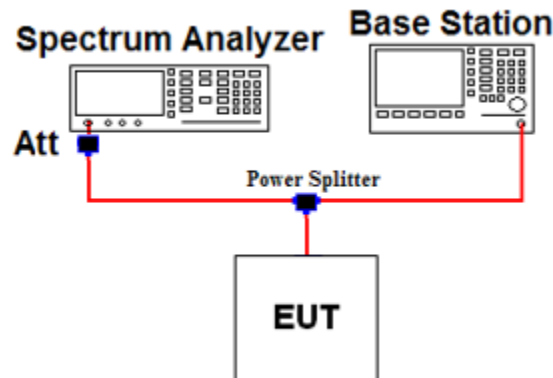 Spectrum Analyzer
Base Station
Att
Power Splitter
EUT